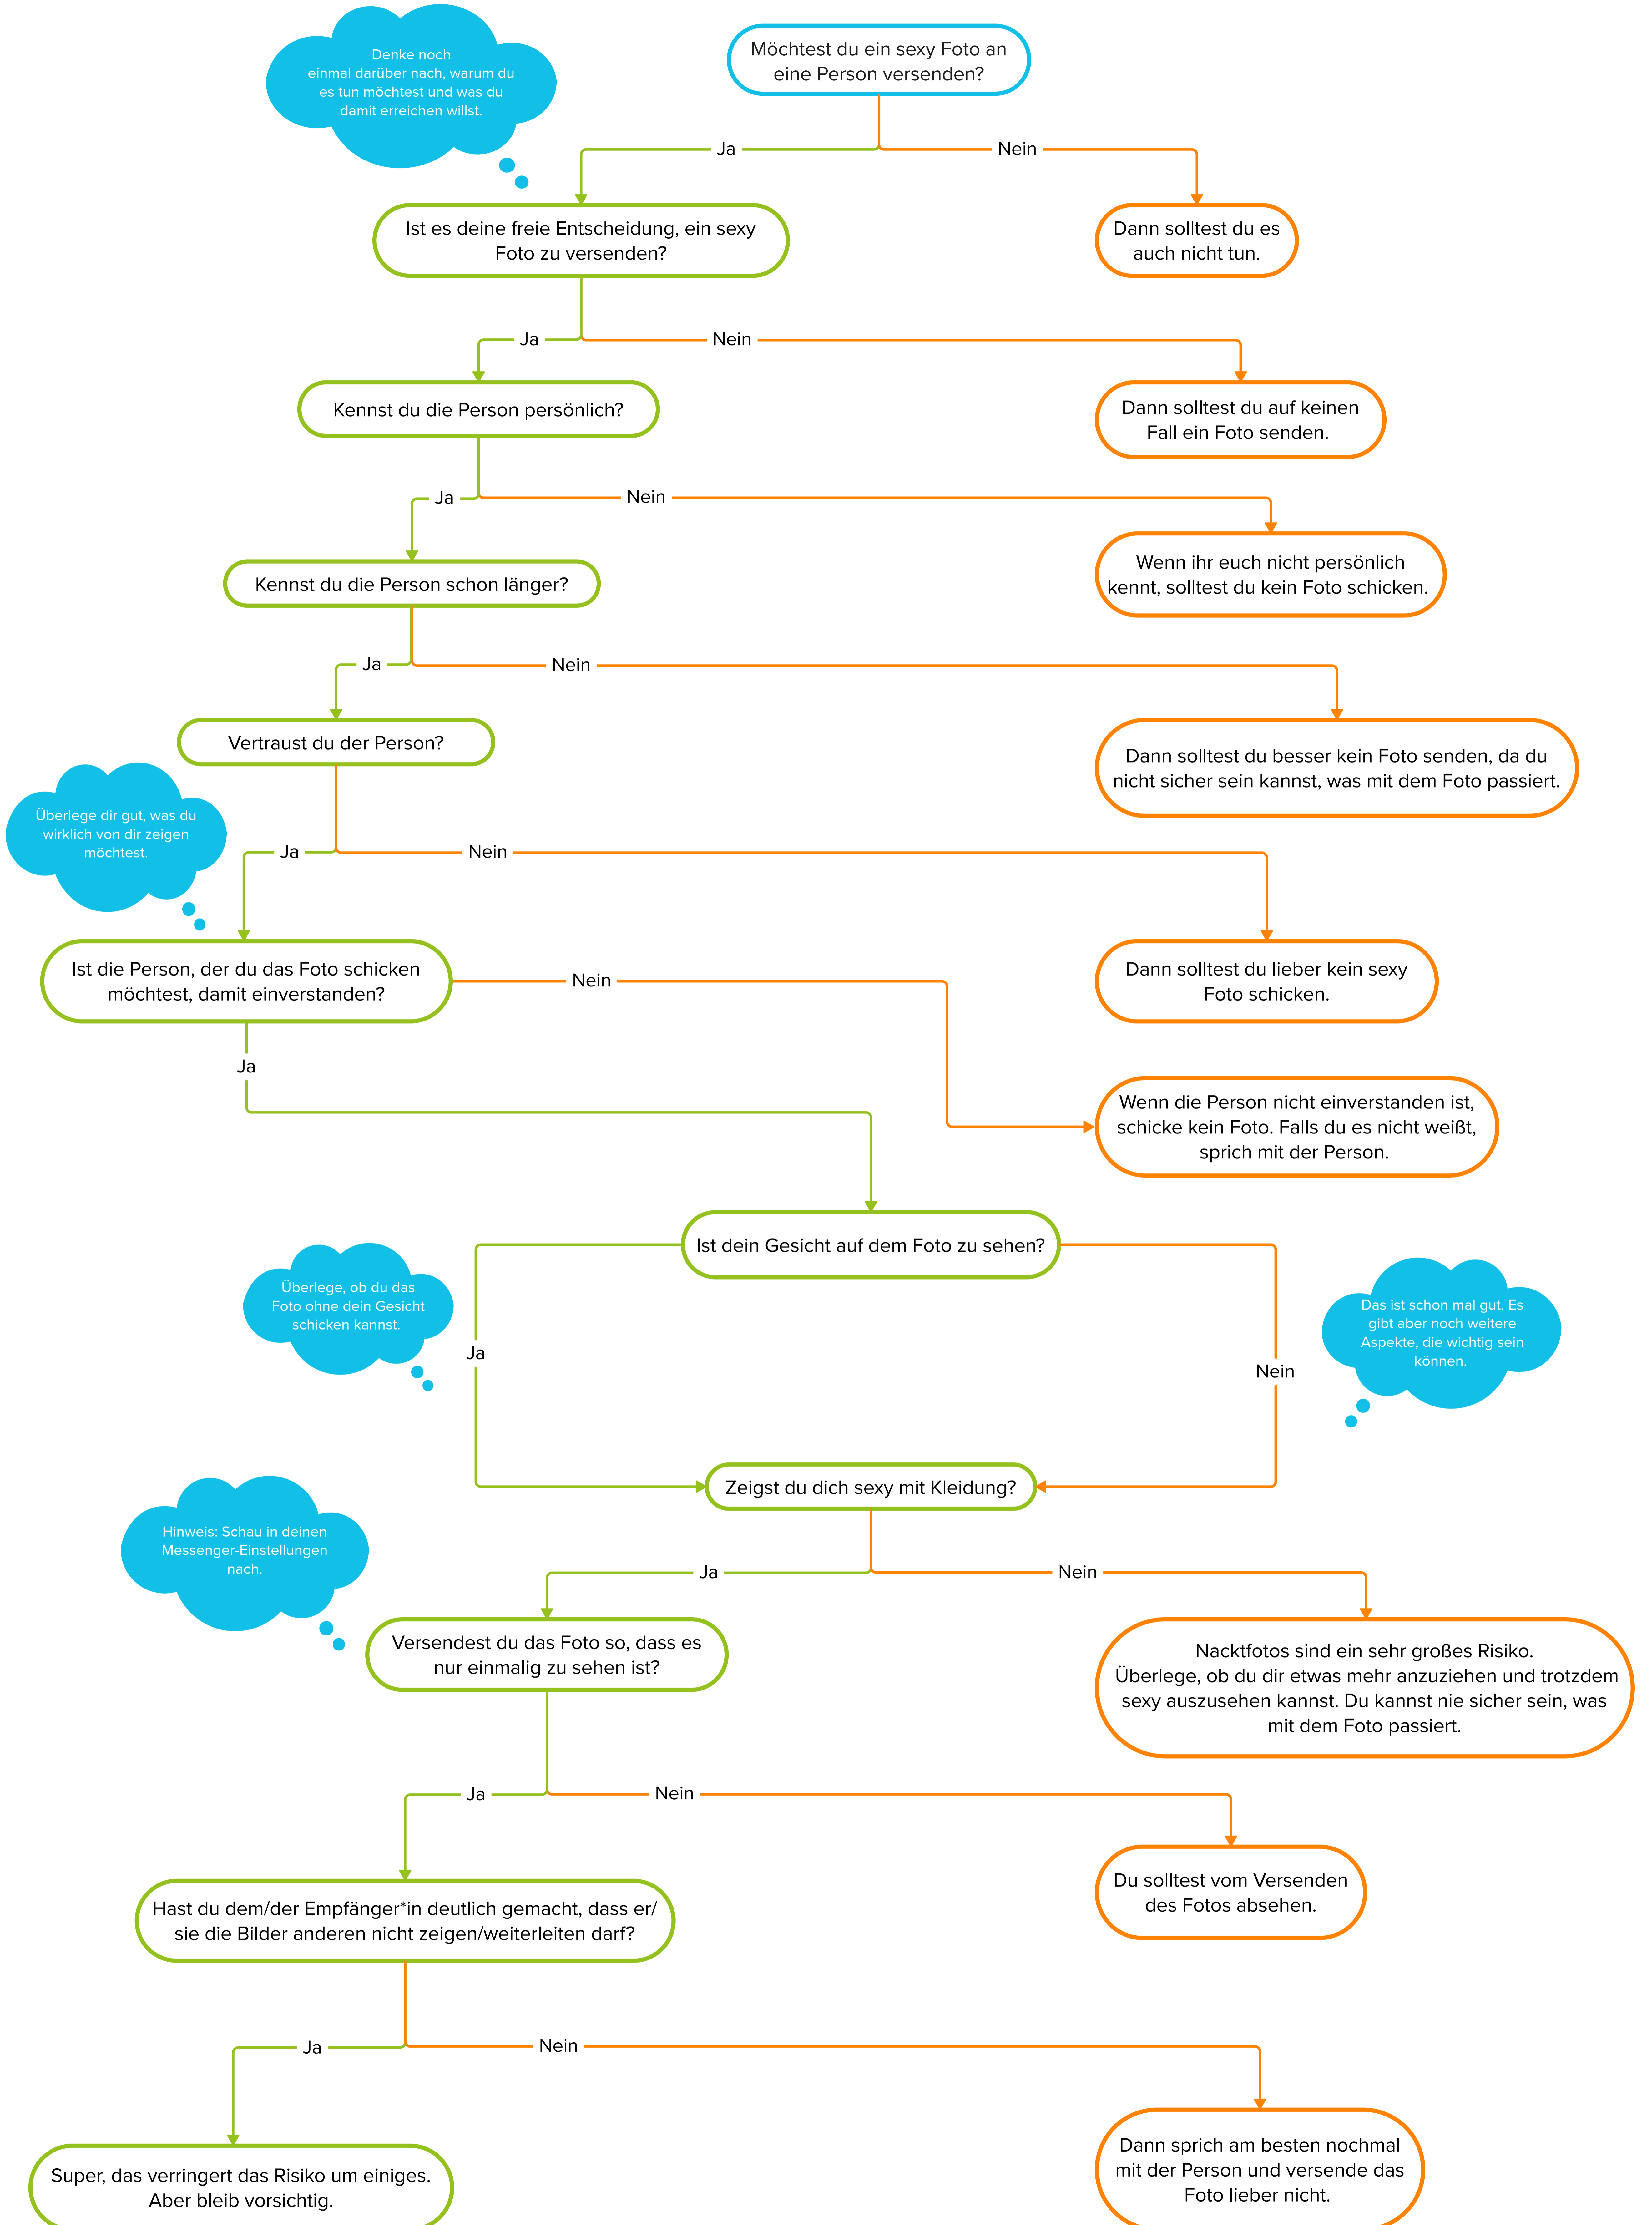 Denke noch
einmal darüber nach, warum du
es tun möchtest und was du
damit erreichen willst.
Möchtest du ein sexy Foto an
eine Person versenden?
Ja
Nein
Ist es deine freie Entscheidung, ein sexy
Foto zu versenden?
Dann solltest du es
auch nicht tun.
Ja
Nein
Kennst du die Person persönlich?
Dann solltest du auf keinen
Fall ein Foto senden.
Ja
Nein
Kennst du die Person schon länger?
Wenn ihr euch nicht persönlich
kennt, solltest du kein Foto schicken.
Ja
Nein
Vertraust du der Person?
Dann solltest du besser kein Foto senden, da du
nicht sicher sein kannst, was mit dem Foto passiert.
Überlege dir gut, was du
wirklich von dir zeigen
möchtest.
Ja
Nein
Ist die Person, der du das Foto schicken
möchtest, damit einverstanden?
Nein
Dann solltest du lieber kein sexy
Foto schicken.
Ja
Wenn die Person nicht einverstanden ist,
schicke kein Foto. Falls du es nicht weißt,
sprich mit der Person.
Ist dein Gesicht auf dem Foto zu sehen?
Überlege, ob du das
Foto ohne dein Gesicht
schicken kannst.
Das ist schon mal gut. Es
gibt aber noch weitere
Aspekte, die wichtig sein
können.
Ja
Nein
Zeigst du dich sexy mit Kleidung?
Hinweis: Schau in deinen
Messenger-Einstellungen
nach.
Ja
Nein
Versendest du das Foto so, dass es
nur einmalig zu sehen ist?
Nacktfotos sind ein sehr großes Risiko.
Überlege, ob du dir etwas mehr anzuziehen und trotzdem
sexy auszusehen kannst. Du kannst nie sicher sein, was
mit dem Foto passiert.
Ja
Nein
Du solltest vom Versenden
des Fotos absehen.
Hast du dem/der Empfänger*in deutlich gemacht, dass er/
sie die Bilder anderen nicht zeigen/weiterleiten darf?
Ja
Nein
Dann sprich am besten nochmal
mit der Person und versende das
Foto lieber nicht.
Super, das verringert das Risiko um einiges.
Aber bleib vorsichtig.